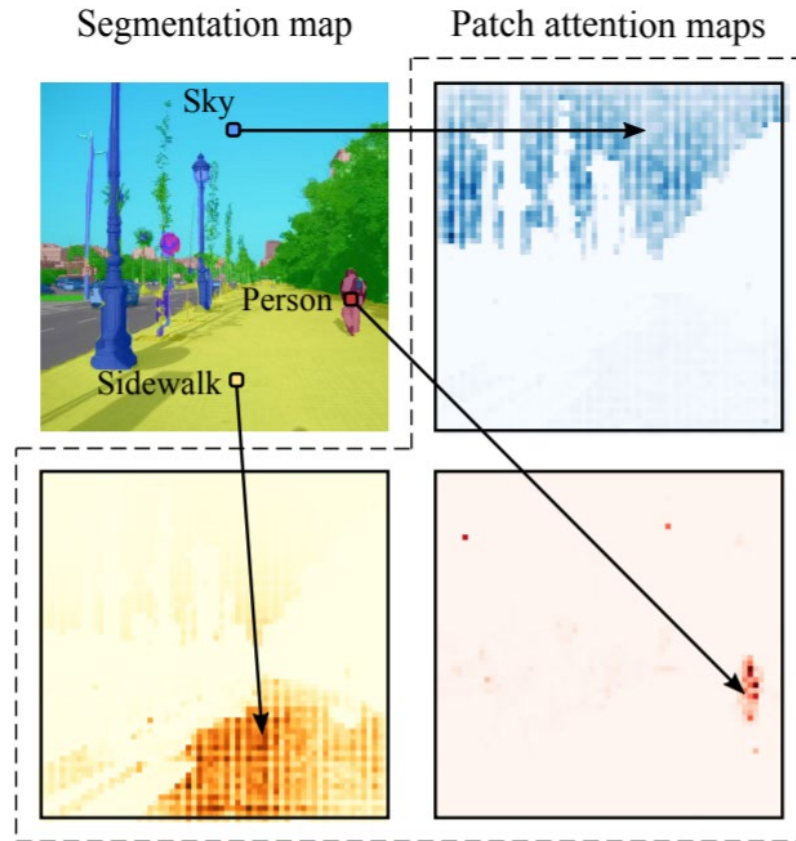 Segmentation map
Patch attention maps
Sky
Person
Sidewalk